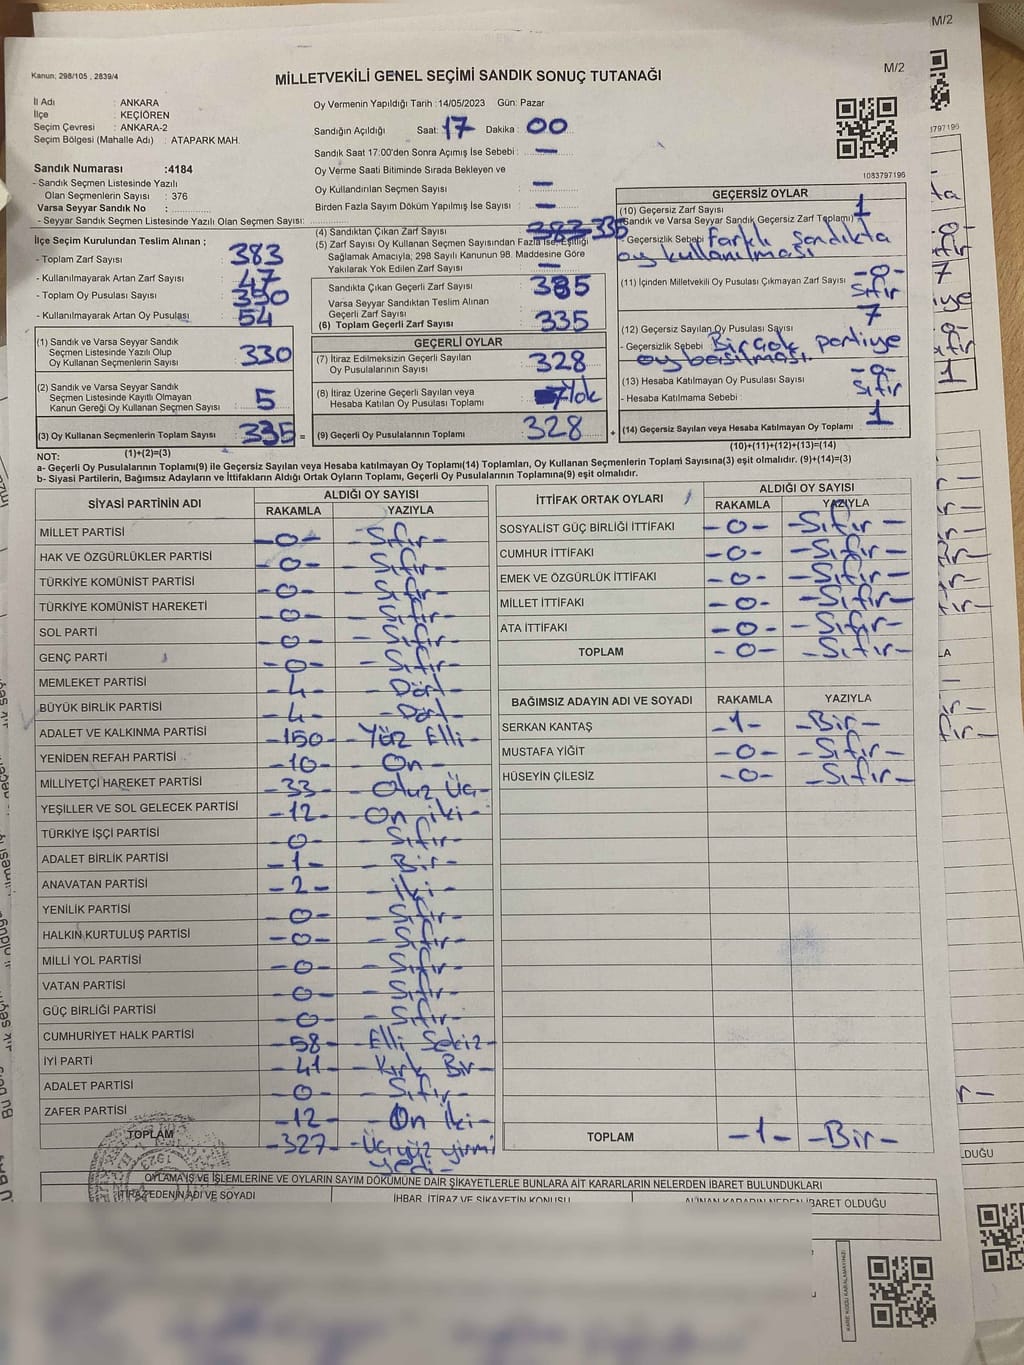 M/2
Kanun; 298/105 , 2839/4
MİLLETVEKİLİ GENEL SEÇİMİ SANDIK SONUÇ TUTANAĞI
M/2
İl Adı : ANKARA
İlçe : KEÇİÖREN
Seçim Çevresi : ANKARA-2
Seçim Bölgesi (Mahalle Adı) : ATAPARK MAH.
Oy Vermenin Yapıldığı Tarih :14/05/2023 Gün: Pazar
Sandığın Açıldığı Saat: 17 Dakika : 00
Sandık Saat 17:00'den Sonra Açımış İse Sebebi : —
Oy Verme Saati Bitiminde Sırada Bekleyen ve
Oy Kullandırılan Seçmen Sayısı —
Birden Fazla Sayım Döküm Yapılmış İse Sayısı —
1083797196
Sandık Numarası :4184
- Sandık Seçmen Listesinde Yazılı
Olan Seçmenlerin Sayısı : 376
Varsa Seyyar Sandık No :
- Seyyar Sandık Seçmen Listesinde Yazılı Olan Seçmen Sayısı:
İlçe Seçim Kurulundan Teslim Alınan ;
- Toplam Zarf Sayısı : 383
- Kullanılmayarak Artan Zarf Sayısı : 47
- Toplam Oy Pusulası Sayısı : 390
- Kullanılmayarak Artan Oy Pusulası : 54
(1) Sandık ve Varsa Seyyar Sandık
Seçmen Listesinde Yazılı Olup
Oy Kullanan Seçmenlerin Sayısı 330
(2) Sandık ve Varsa Seyyar Sandık
Seçmen Listesinde Kayıtlı Olmayan
Kanun Gereği Oy Kullanan Seçmen Sayısı 5
(3) Oy Kullanan Seçmenlerin Toplam Sayısı 335 =
(1)+(2)=(3)
(4) Sandıktan Çıkan Zarf Sayısı 383 335
(5) Zarf Sayısı Oy Kullanan Seçmen Sayısından Fazla İse, Eşitliği
Sağlamak Amacıyla, 298 Sayılı Kanunun 98. Maddesine Göre
Yakılarak Yok Edilen Zarf Sayısı : —
Sandıkta Çıkan Geçerli Zarf Sayısı : 335
Varsa Seyyar Sandıktan Teslim Alınan
Geçerli Zarf Sayısı
(6) Toplam Geçerli Zarf Sayısı : 335
GEÇERLİ OYLAR
(7) İtiraz Edilmeksizin Geçerli Sayılan
Oy Pusulalarının Sayısı : 328
(8) İtiraz Üzerine Geçerli Sayılan veya
Hesaba Katılan Oy Pusulası Toplamı Yok
(9) Geçerli Oy Pusulalarının Toplamı : 328 +
GEÇERSİZ OYLAR
(10) Geçersiz Zarf Sayısı 1
(Sandık ve Varsa Seyyar Sandık Geçersiz Zarf Toplamı)
- Geçersizlik Sebebi Farklı sandıkta
oy kullanılması
(11) İçinden Milletvekili Oy Pusulası Çıkmayan Zarf Sayısı -0- Sıfır
(12) Geçersiz Sayılan Oy Pusulası Sayısı 7
- Geçersizlik Sebebi Birçok partiye
oy basılması.
(13) Hesaba Katılmayan Oy Pusulası Sayısı -0- Sıfır
- Hesaba Katılmama Sebebi :
(14) Geçersiz Sayılan veya Hesaba Katılmayan Oy Toplamı 1
(10)+(11)+(12)+(13)=(14)
NOT:
a- Geçerli Oy Pusulalarının Toplamı(9) ile Geçersiz Sayılan veya Hesaba katılmayan Oy Toplamı(14) Toplamları, Oy Kullanan Seçmenlerin Toplam Sayısına(3) eşit olmalıdır. (9)+(14)=(3)
b- Siyasi Partilerin, Bağımsız Adayların ve İttifakların Aldığı Ortak Oyların Toplamı, Geçerli Oy Pusulalarının Toplamına(9) eşit olmalıdır.
SİYASİ PARTİNİN ADI ALDIĞI OY SAYISI
RAKAMLA YAZIYLA
MİLLET PARTİSİ -0- -Sıfır-
HAK VE ÖZGÜRLÜKLER PARTİSİ -0- -Sıfır-
TÜRKİYE KOMÜNİST PARTİSİ -0- -Sıfır-
TÜRKİYE KOMÜNİST HAREKETİ -0- -Sıfır-
SOL PARTİ -0- -Sıfır-
GENÇ PARTİ -0- -Sıfır-
MEMLEKET PARTİSİ -4- -Dört-
BÜYÜK BİRLİK PARTİSİ -4- -Dört-
ADALET VE KALKINMA PARTİSİ -150- -Yüz Elli-
YENİDEN REFAH PARTİSİ -10- -On-
MİLLİYETÇİ HAREKET PARTİSİ -33- -Otuz Üç-
YEŞİLLER VE SOL GELECEK PARTİSİ -12- -On iki-
TÜRKİYE İŞÇİ PARTİSİ -0- -Sıfır-
ADALET BİRLİK PARTİSİ -1- -Bir-
ANAVATAN PARTİSİ -2- -İki-
YENİLİK PARTİSİ -0- -Sıfır-
HALKIN KURTULUŞ PARTİSİ -0- -Sıfır-
MİLLİ YOL PARTİSİ -0- -Sıfır-
VATAN PARTİSİ -0- -Sıfır-
GÜÇ BİRLİĞİ PARTİSİ -0- -Sıfır-
CUMHURİYET HALK PARTİSİ -58- -Elli Sekiz-
İYİ PARTİ -41- -Kırk Bir-
ADALET PARTİSİ -0- -Sıfır-
ZAFER PARTİSİ -12- -On İki-
TOPLAM -327- -Üçyüz yirmi
yedi-
İTTİFAK ORTAK OYLARI ALDIĞI OY SAYISI
RAKAMLA YAZIYLA
SOSYALİST GÜÇ BİRLİĞİ İTTİFAKI -0- -Sıfır-
CUMHUR İTTİFAKI -0- -Sıfır-
EMEK VE ÖZGÜRLÜK İTTİFAKI -0- -Sıfır-
MİLLET İTTİFAKI -0- -Sıfır-
ATA İTTİFAKI -0- -Sıfır-
TOPLAM -0- -Sıfır-
BAĞIMSIZ ADAYIN ADI VE SOYADI RAKAMLA YAZIYLA
SERKAN KANTAŞ -1- -Bir-
MUSTAFA YİĞİT -0- -Sıfır-
HÜSEYİN ÇİLESİZ -0- -Sıfır-
TOPLAM -1- -Bir-
OYLAMA İŞ VE İŞLEMLERİNE VE OYLARIN SAYIM DÖKÜMÜNE DAİR ŞİKAYETLERLE BUNLARA AİT KARARLARIN NELERDEN İBARET BULUNDUKLARI
İTİRAZ EDENİN ADI VE SOYADI İHBAR, İTİRAZ VE ŞİKAYETİN KONUSU ALINAN KARARIN NEDEN İBARET OLDUĞU